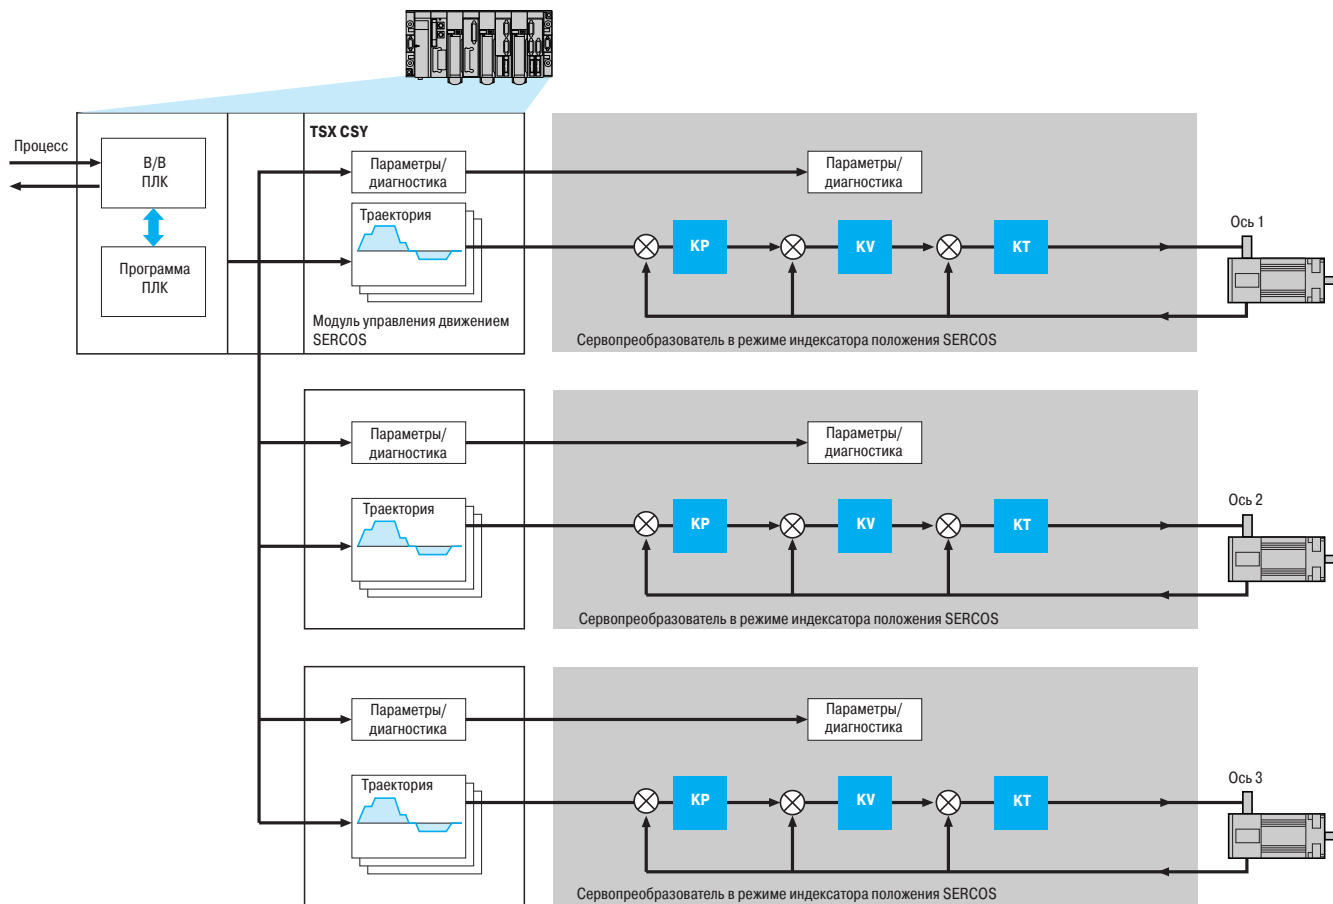 TSX CSY
Процесс
В/В
ПЛК
Программа
ПЛК
Параметры/
диагностика
Траектория
Модуль управления движением
SERCOS
Параметры/
диагностика
KP
KV
KT
Ось 1
Сервопреобразователь в режиме индексатора положения SERCOS
Параметры/
диагностика
Траектория
Параметры/
диагностика
KP
KV
KT
Ось 2
Сервопреобразователь в режиме индексатора положения SERCOS
Параметры/
диагностика
Траектория
Параметры/
диагностика
KP
KV
KT
Ось 3
Сервопреобразователь в режиме индексатора положения SERCOS